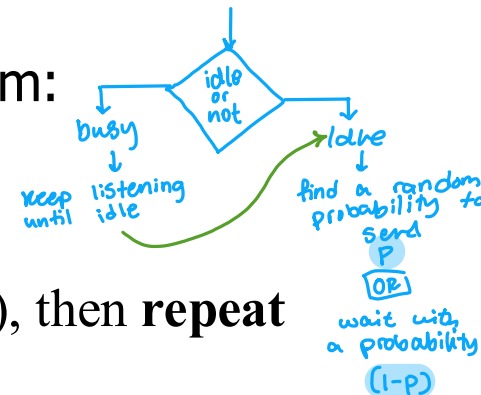 m:
idle
or
not
busy
Idle
keep listening
until idle
find a random
probability to
send
P
OR
wait with
a probability
(1-p)
), then repeat